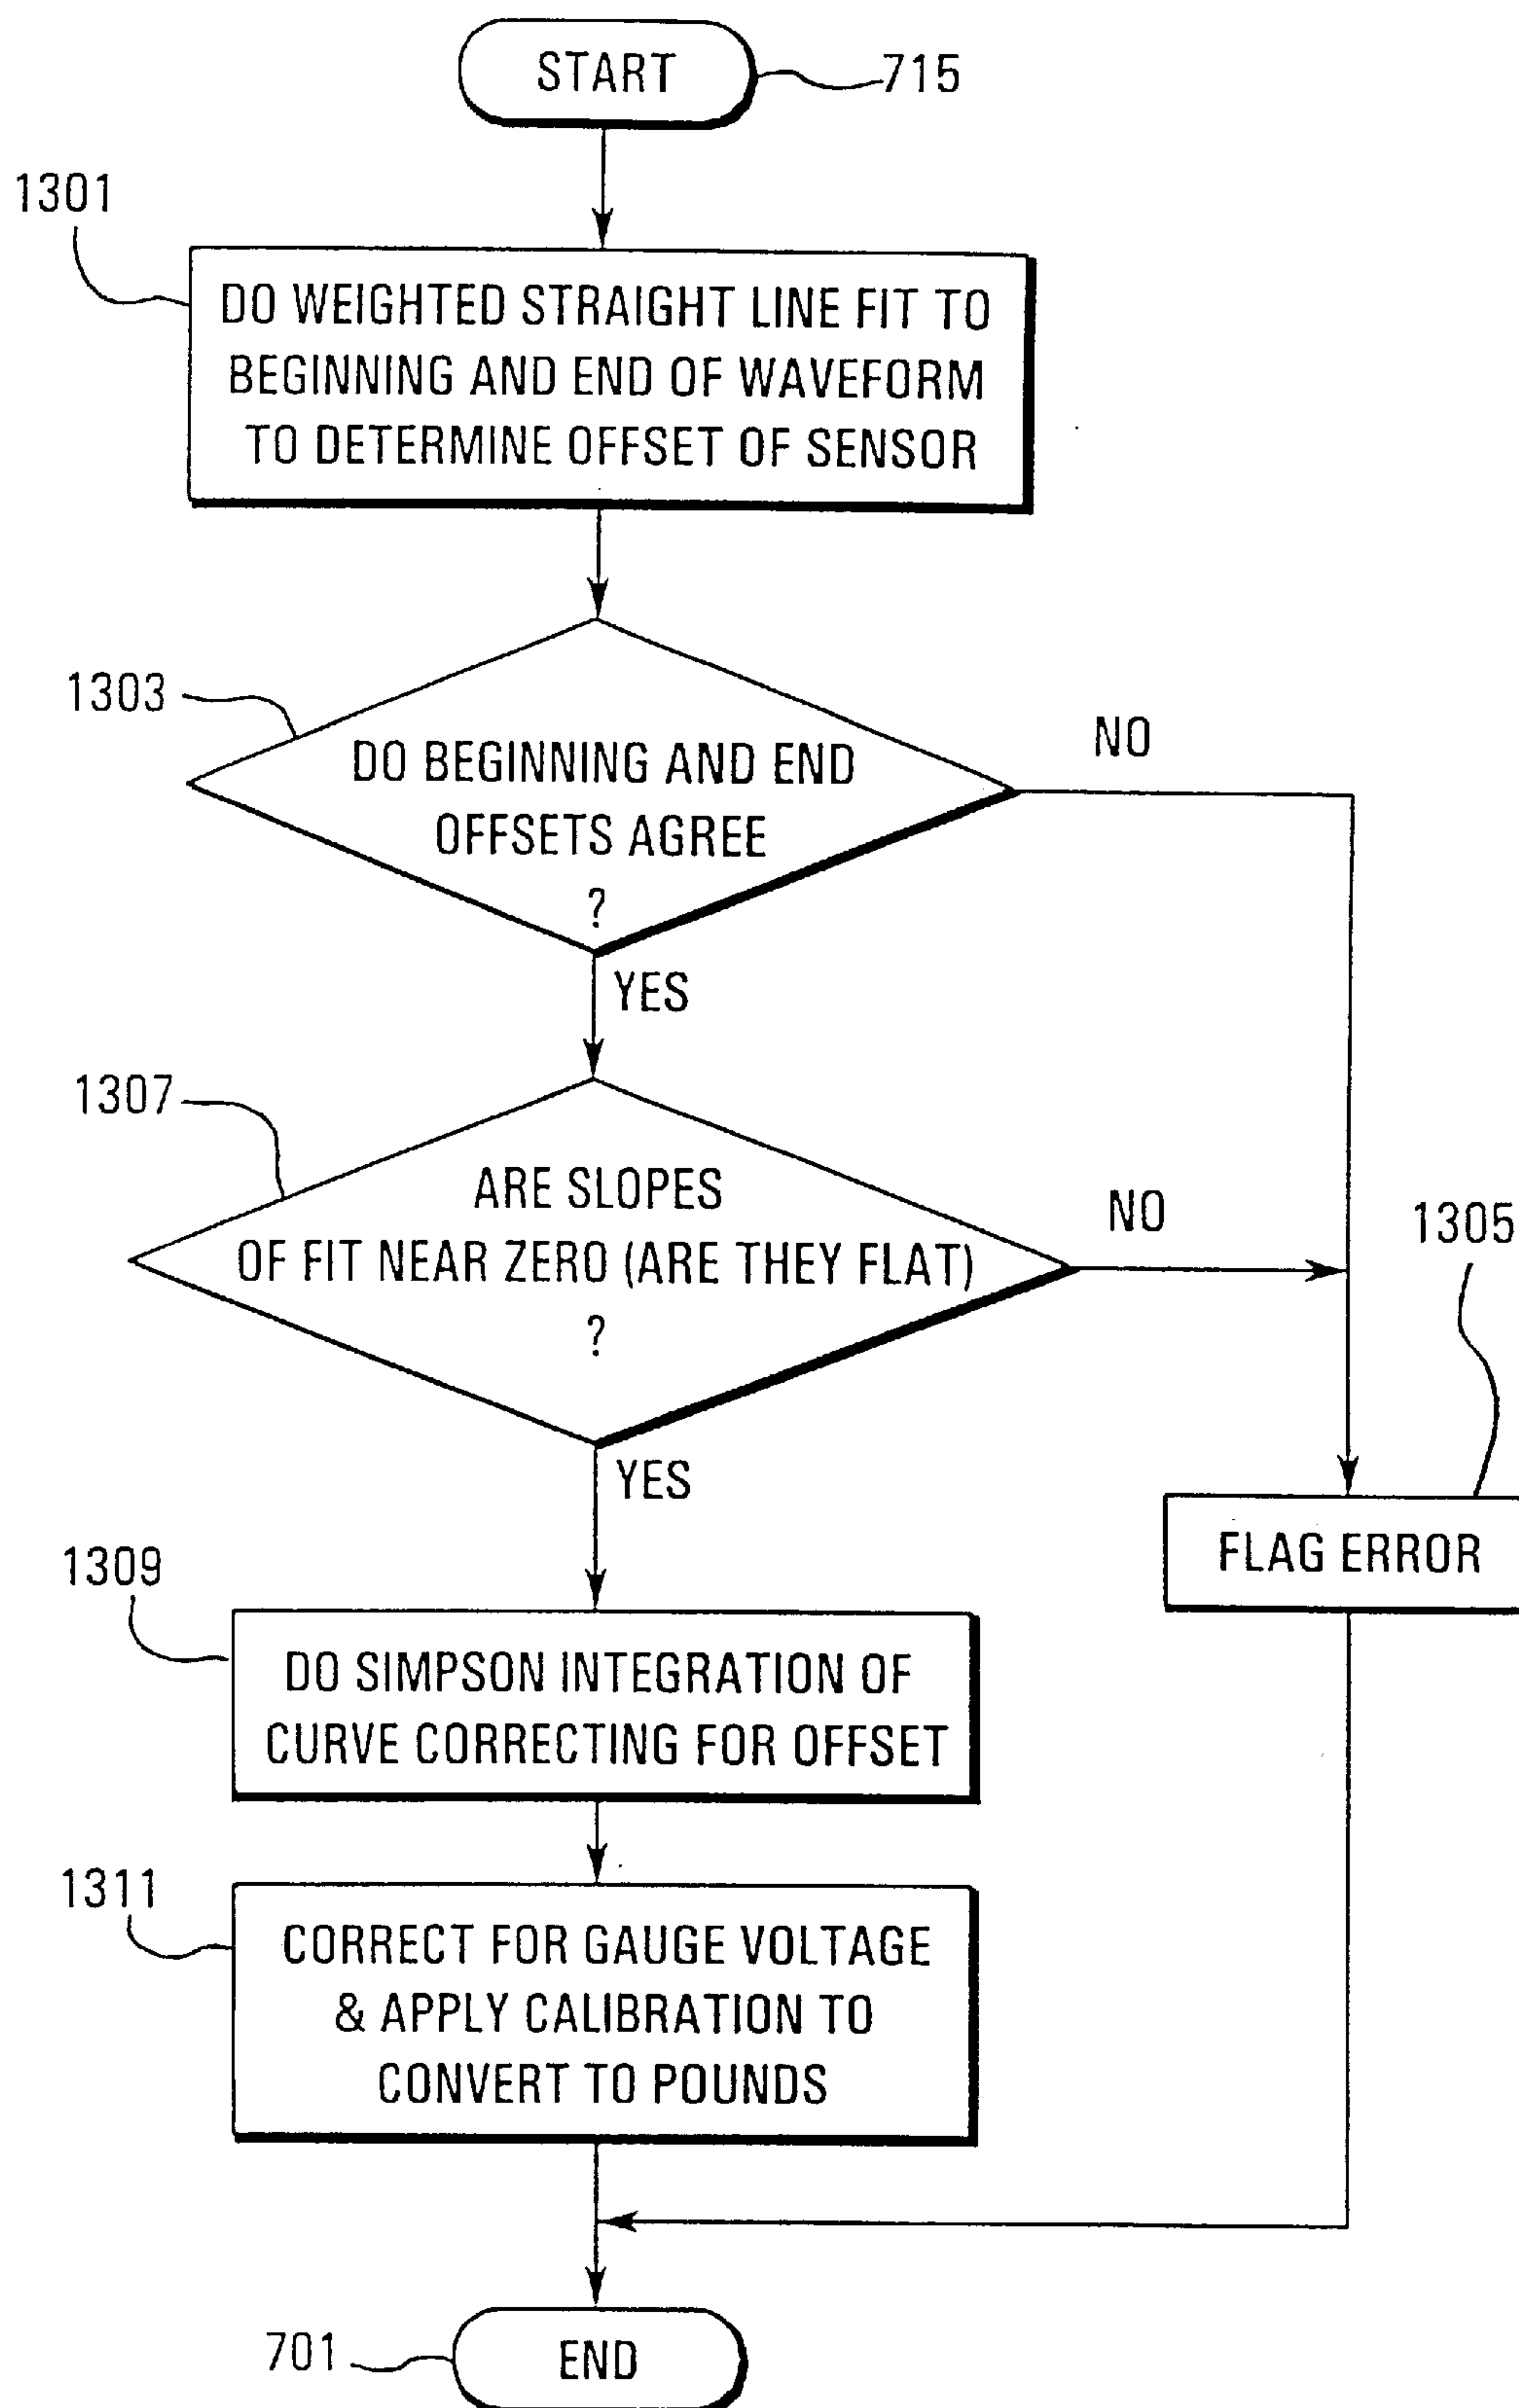 START
715
1301
DO WEIGHTED STRAIGHT LINE FIT TO
BEGINNING AND END OF WAVEFORM
TO DETERMINE OFFSET OF SENSOR
1303
DO BEGINNING AND END
OFFSETS AGREE
?
NO
YES
1307
ARE SLOPES
OF FIT NEAR ZERO (ARE THEY FLAT)
?
NO
YES
1305
FLAG ERROR
1309
DO SIMPSON INTEGRATION OF
CURVE CORRECTING FOR OFFSET
1311
CORRECT FOR GAUGE VOLTAGE
& APPLY CALIBRATION TO
CONVERT TO POUNDS
701
END